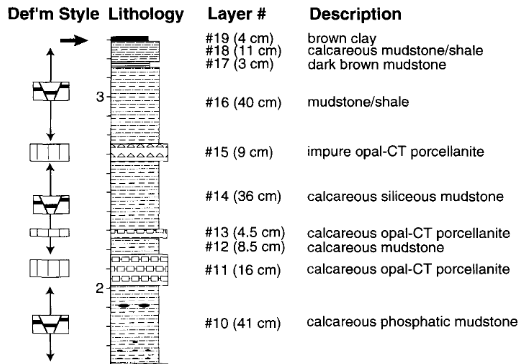 Def'm Style Lithology Layer # Description
#19 (4 cm) brown clay
#18 (11 cm) calcareous mudstone/shale
#17 (3 cm) dark brown mudstone
3
#16 (40 cm) mudstone/shale
#15 (9 cm) impure opal-CT porcellanite
#14 (36 cm) calcareous siliceous mudstone
#13 (4.5 cm) calcareous opal-CT porcellanite
#12 (8.5 cm) calcareous mudstone
#11 (16 cm) calcareous opal-CT porcellanite
2
#10 (41 cm) calcareous phosphatic mudstone